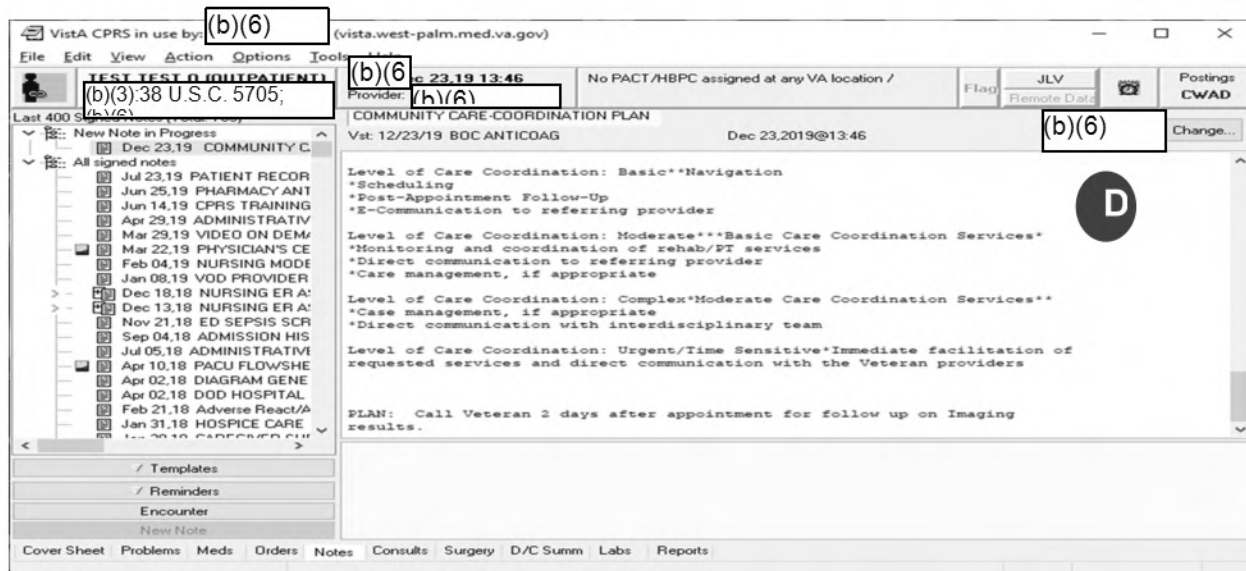 VistA CPRS in use by: (b)(6) (vista.west-palm.med.va.gov)
File Edit View Action Options Tools Help
TEST TEST Q (OUTPATIENT)
(b)(3):38 U.S.C. 5705;
(b)(6)
(b)(6 Dec 23,19 13:46
Provider: (b)(6)
No PACT/HBPC assigned at any VA location /
Flag
JLV
Remote Data
Postings
CWAD
Last 400 Signed Notes
New Note in Progress
Dec 23,19 COMMUNITY C
All signed notes
Jul 23,19 PATIENT RECOR
Jun 25,19 PHARMACY ANT
Jun 14,19 CPRS TRAINING
Apr 29,19 ADMINISTRATIV
Mar 29,19 VIDEO ON DEM
Mar 22,19 PHYSICIAN'S CE
Feb 04,19 NURSING MODE
Jan 08,19 VOD PROVIDER
Dec 18,18 NURSING ER A
Dec 13,18 NURSING ER A
Nov 21,18 ED SEPSIS SCR
Sep 04,18 ADMISSION HIS
Jul 05,18 ADMINISTRATIVE
Apr 10,18 PACU FLOWSHE
Apr 02,18 DIAGRAM GENE
Apr 02,18 DOD HOSPITAL
Feb 21,18 Adverse React/A
Jan 31,18 HOSPICE CARE
Templates
Reminders
Encounter
New Note
COMMUNITY CARE-COORDINATION PLAN
Vst: 12/23/19 BOC ANTICOAG Dec 23,2019@13:46
(b)(6)
Change...
D
Level of Care Coordination: Basic**Navigation
*Scheduling
*Post-Appointment Follow-Up
*E-Communication to referring provider
Level of Care Coordination: Moderate***Basic Care Coordination Services*
*Monitoring and coordination of rehab/PT services
*Direct communication to referring provider
*Care management, if appropriate
Level of Care Coordination: Complex*Moderate Care Coordination Services**
*Case management, if appropriate
*Direct communication with interdisciplinary team
Level of Care Coordination: Urgent/Time Sensitive*Immediate facilitation of
requested services and direct communication with the Veteran providers
PLAN: Call Veteran 2 days after appointment for follow up on Imaging
results.
Cover Sheet Problems Meds Orders Notes Consults Surgery D/C Summ Labs Reports